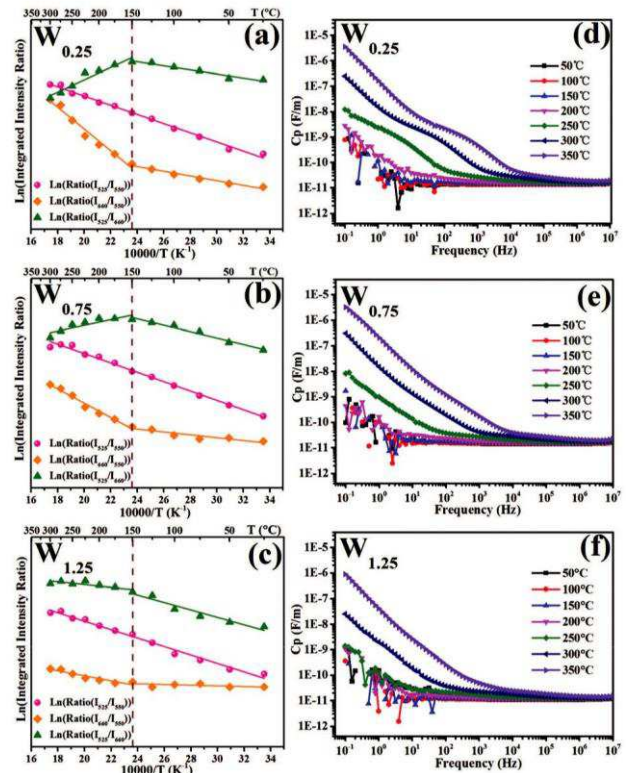 350 300 250 200 150 100 50 T (°C)
W 0.25 (a)
Ln(Integrated Intensity Ratio)
Ln(Ratio(I525/I550))
Ln(Ratio(I660/I550))
Ln(Ratio(I525/I660))
16 18 20 22 24 26 28 30 32 34
10000/T (K-1)
W 0.25 (d)
Cp (F/m)
1E-4
1E-5
1E-6
1E-7
1E-8
1E-9
1E-10
1E-11
1E-12
50℃
100℃
150℃
200℃
250℃
300℃
350℃
10-1 100 101 102 103 104 105 106 107
Frequency (Hz)
350 300 250 200 150 100 50 T (°C)
W 0.75 (b)
Ln(Integrated Intensity Ratio)
Ln(Ratio(I525/I550))
Ln(Ratio(I660/I550))
Ln(Ratio(I525/I660))
16 18 20 22 24 26 28 30 32 34
10000/T (K-1)
W 0.75 (e)
Cp (F/m)
1E-5
1E-6
1E-7
1E-8
1E-9
1E-10
1E-11
1E-12
50℃
100℃
150℃
200℃
250℃
300℃
350℃
10-1 100 101 102 103 104 105 106 107
Frequency (Hz)
350 300 250 200 150 100 50 T (°C)
W 1.25 (c)
Ln(Integrated Intensity Ratio)
Ln(Ratio(I525/I550))
Ln(Ratio(I660/I550))
Ln(Ratio(I525/I660))
16 18 20 22 24 26 28 30 32 34
10000/T (K-1)
W 1.25 (f)
Cp (F/m)
1E-5
1E-6
1E-7
1E-8
1E-9
1E-10
1E-11
1E-12
50°C
100°C
150°C
200°C
250°C
300°C
350°C
10-1 100 101 102 103 104 105 106 107
Frequency (Hz)